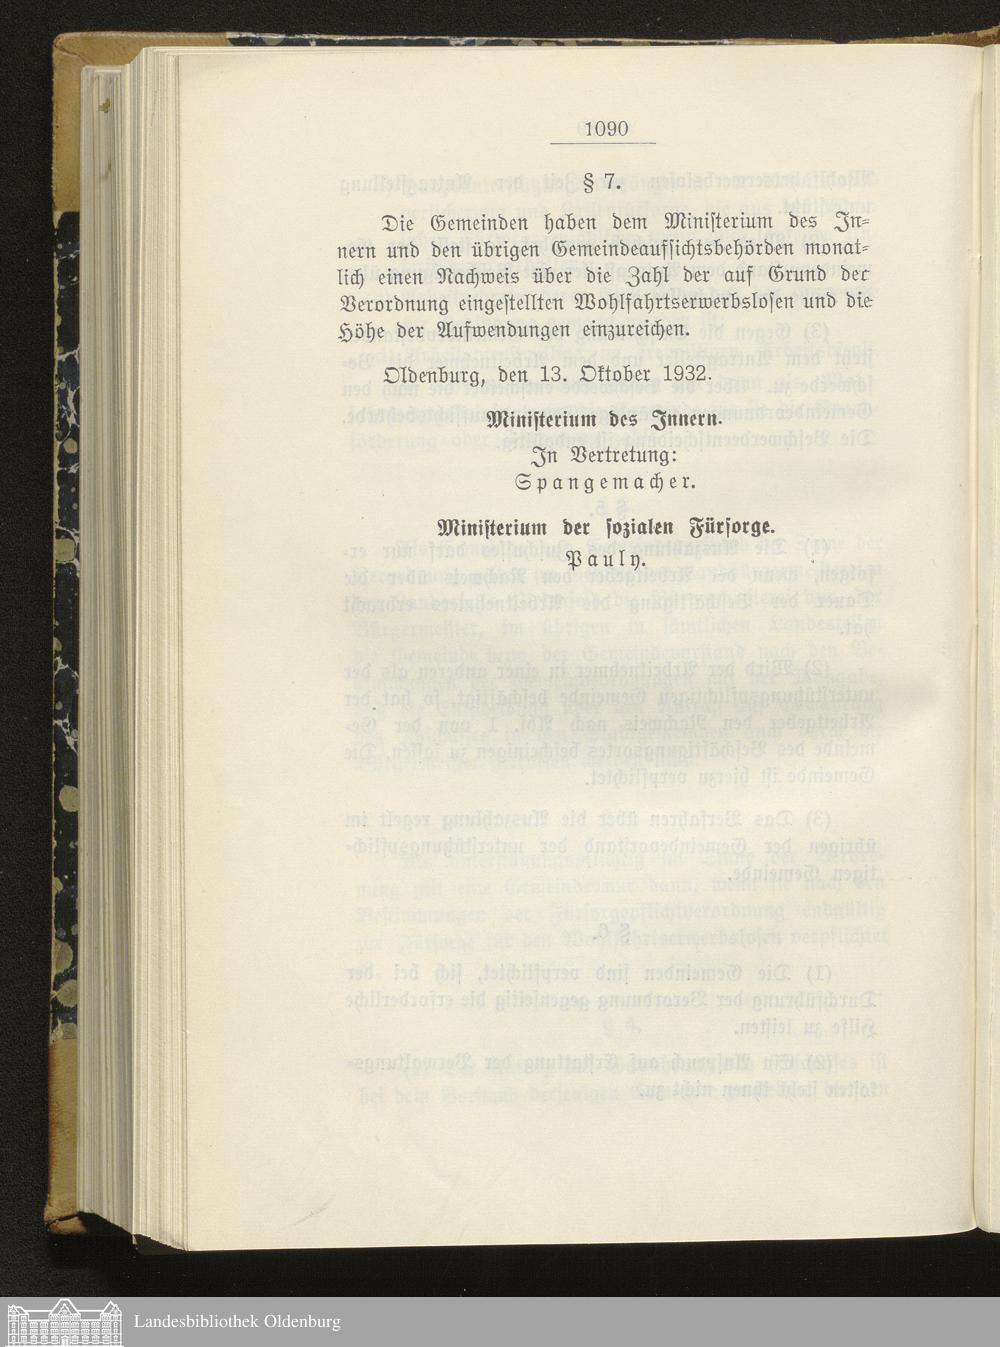 1090
§ 7.
Die Gemeinden haben dem Ministerium des In-
nern und den übrigen Gemeindeaufsichtsbehörden monat-
lich einen Nachweis über die Zahl der auf Grund der
Verordnung eingestellten Wohlfahrtserwerbslosen und die
Höhe der Aufwendungen einzureichen.
Oldenburg, den 13. Oktober 1932.
Ministerium des Innern.
In Vertretung:
Spangemacher.
Ministerium der sozialen Fürsorge.
Pauly.
Landesbibliothek Oldenburg